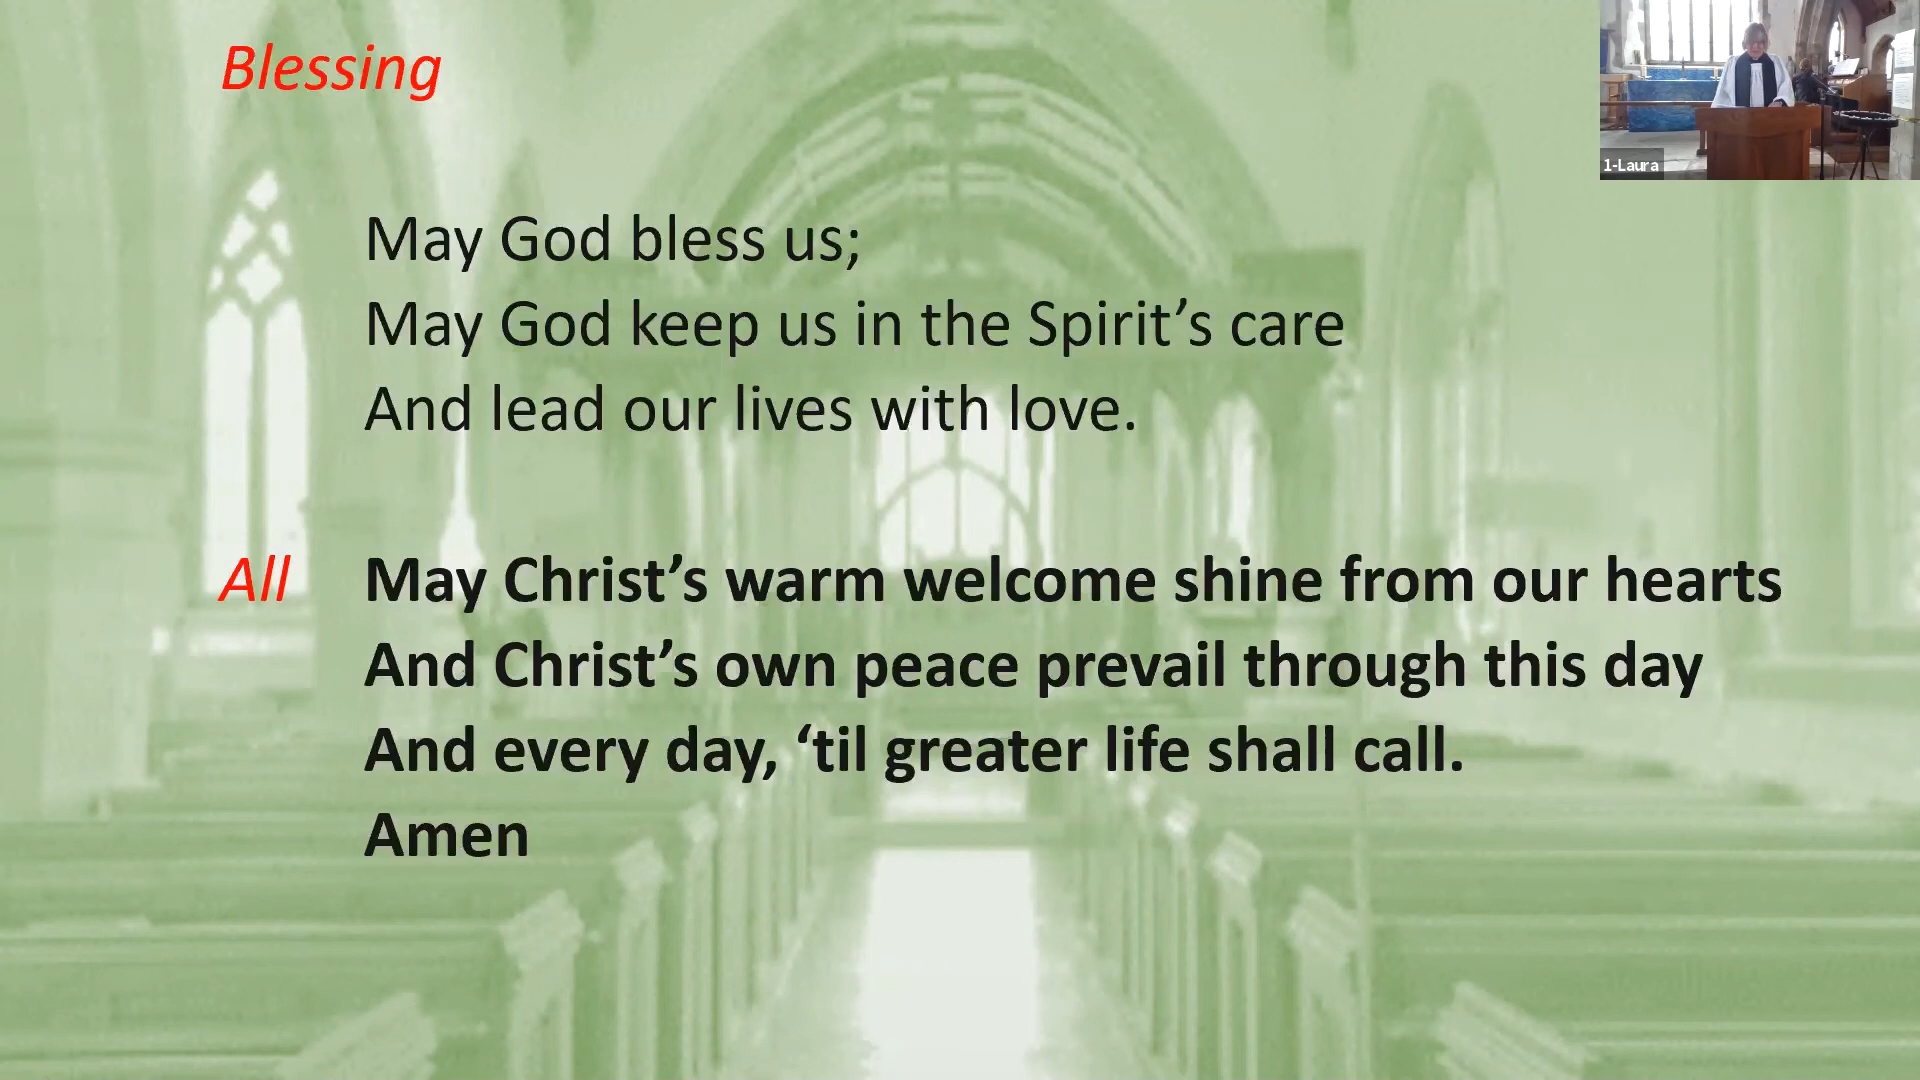 Blessing
1-Laura
May God bless us;
May God keep us in the Spirit’s care
And lead our lives with love.
All May Christ’s warm welcome shine from our hearts
And Christ’s own peace prevail through this day
And every day, ‘til greater life shall call.
Amen